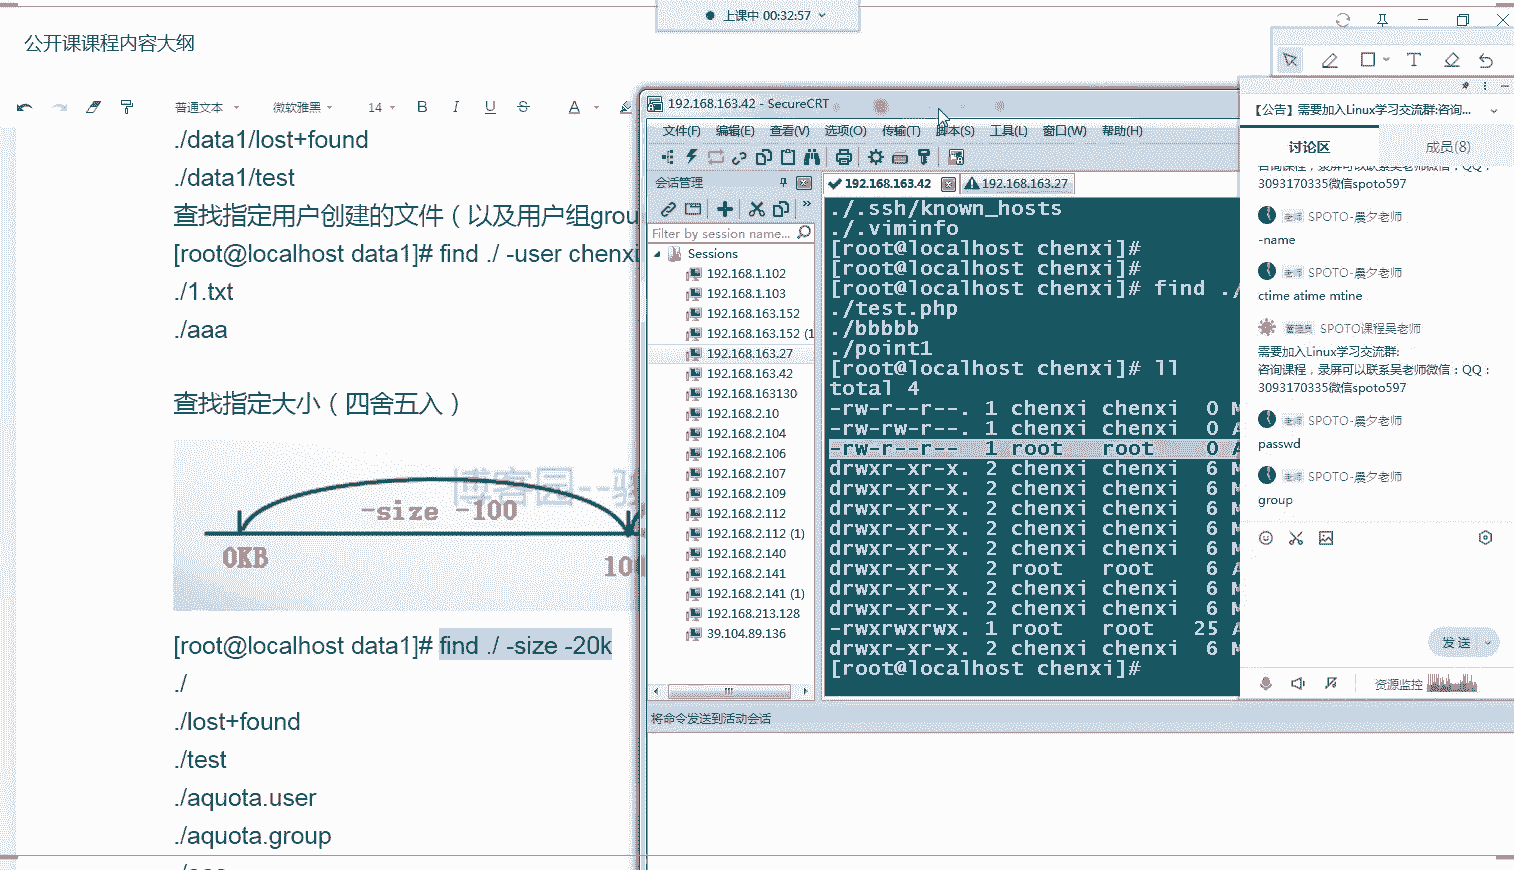 上课中 00:32:57
公开课课程内容大纲
普通文本
微软雅黑
14
B
I
U
S
A
./data1/lost+found
./data1/test
查找指定用户创建的文件（以及用户组grou
[root@localhost data1]# find ./ -user chenxi
./1.txt
./aaa
查找指定大小（四舍五入）
博客园--骏
-size -100
0KB
10
[root@localhost data1]# find ./ -size -20k
./
./lost+found
./test
./aquota.user
./aquota.group
192.168.163.42 - SecureCRT
文件(F) 编辑(E) 查看(V) 选项(O) 传输(T) 脚本(S) 工具(L) 窗口(W) 帮助(H)
会话管理
Filter by session name...
Sessions
192.168.1.102
192.168.1.103
192.168.163.152
192.168.163.152 (1
192.168.163.27
192.168.163.42
192.168.163130
192.168.2.10
192.168.2.104
192.168.2.106
192.168.2.107
192.168.2.109
192.168.2.112
192.168.2.112 (1)
192.168.2.140
192.168.2.141
192.168.2.141 (1)
192.168.213.128
39.104.89.136
192.168.163.42
192.168.163.27
./.ssh/known_hosts
./.viminfo
[root@localhost chenxi]#
[root@localhost chenxi]#
[root@localhost chenxi]# find ./
./test.php
./bbbbb
./point1
[root@localhost chenxi]# ll
total 4
-rw-r--r--. 1 chenxi chenxi 0 M
-rw-rw-r--. 1 chenxi chenxi 0 A
-rw-r--r-- 1 root root 0 A
drwxr-xr-x. 2 chenxi chenxi 6 M
drwxr-xr-x. 2 chenxi chenxi 6 M
drwxr-xr-x. 2 chenxi chenxi 6 M
drwxr-xr-x. 2 chenxi chenxi 6 M
drwxr-xr-x. 2 chenxi chenxi 6 M
drwxr-xr-x 2 root root 6 A
drwxr-xr-x. 2 chenxi chenxi 6 M
drwxr-xr-x. 2 chenxi chenxi 6 M
-rwxrwxrwx. 1 root root 25 A
drwxr-xr-x. 2 chenxi chenxi 6 M
[root@localhost chenxi]#
将命令发送到活动会话
T
【公告】需要加入Linux学习交流群:咨询...
讨论区
成员(8)
咨询课程，录屏可以联系吴老师微信：QQ：
3093170335微信spoto597
老师 SPOTO-晨夕老师
-name
老师 SPOTO-晨夕老师
ctime atime mtine
SPOTO课程吴老师
需要加入Linux学习交流群:
咨询课程，录屏可以联系吴老师微信：QQ：
3093170335微信spoto597
老师 SPOTO-晨夕老师
passwd
老师 SPOTO-晨夕老师
group
发送
资源监控